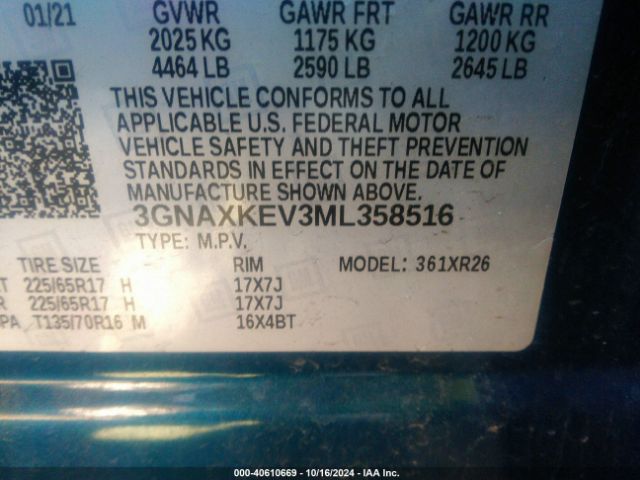 01/21 GVWR GAWR FRT GAWR RR
2025 KG 1175 KG 1200 KG
4464 LB 2590 LB 2645 LB
THIS VEHICLE CONFORMS TO ALL
APPLICABLE U.S. FEDERAL MOTOR
VEHICLE SAFETY AND THEFT PREVENTION
STANDARDS IN EFFECT ON THE DATE OF
MANUFACTURE SHOWN ABOVE.
3GNAXKEV3ML358516
TYPE: M.P.V.
TIRE SIZE RIM MODEL: 361XR26
T 225/65R17 H 17X7J
R 225/65R17 H 17X7J
PA T135/70R16 M 16X4BT
000-40610669 - 10/16/2024 - IAA Inc.